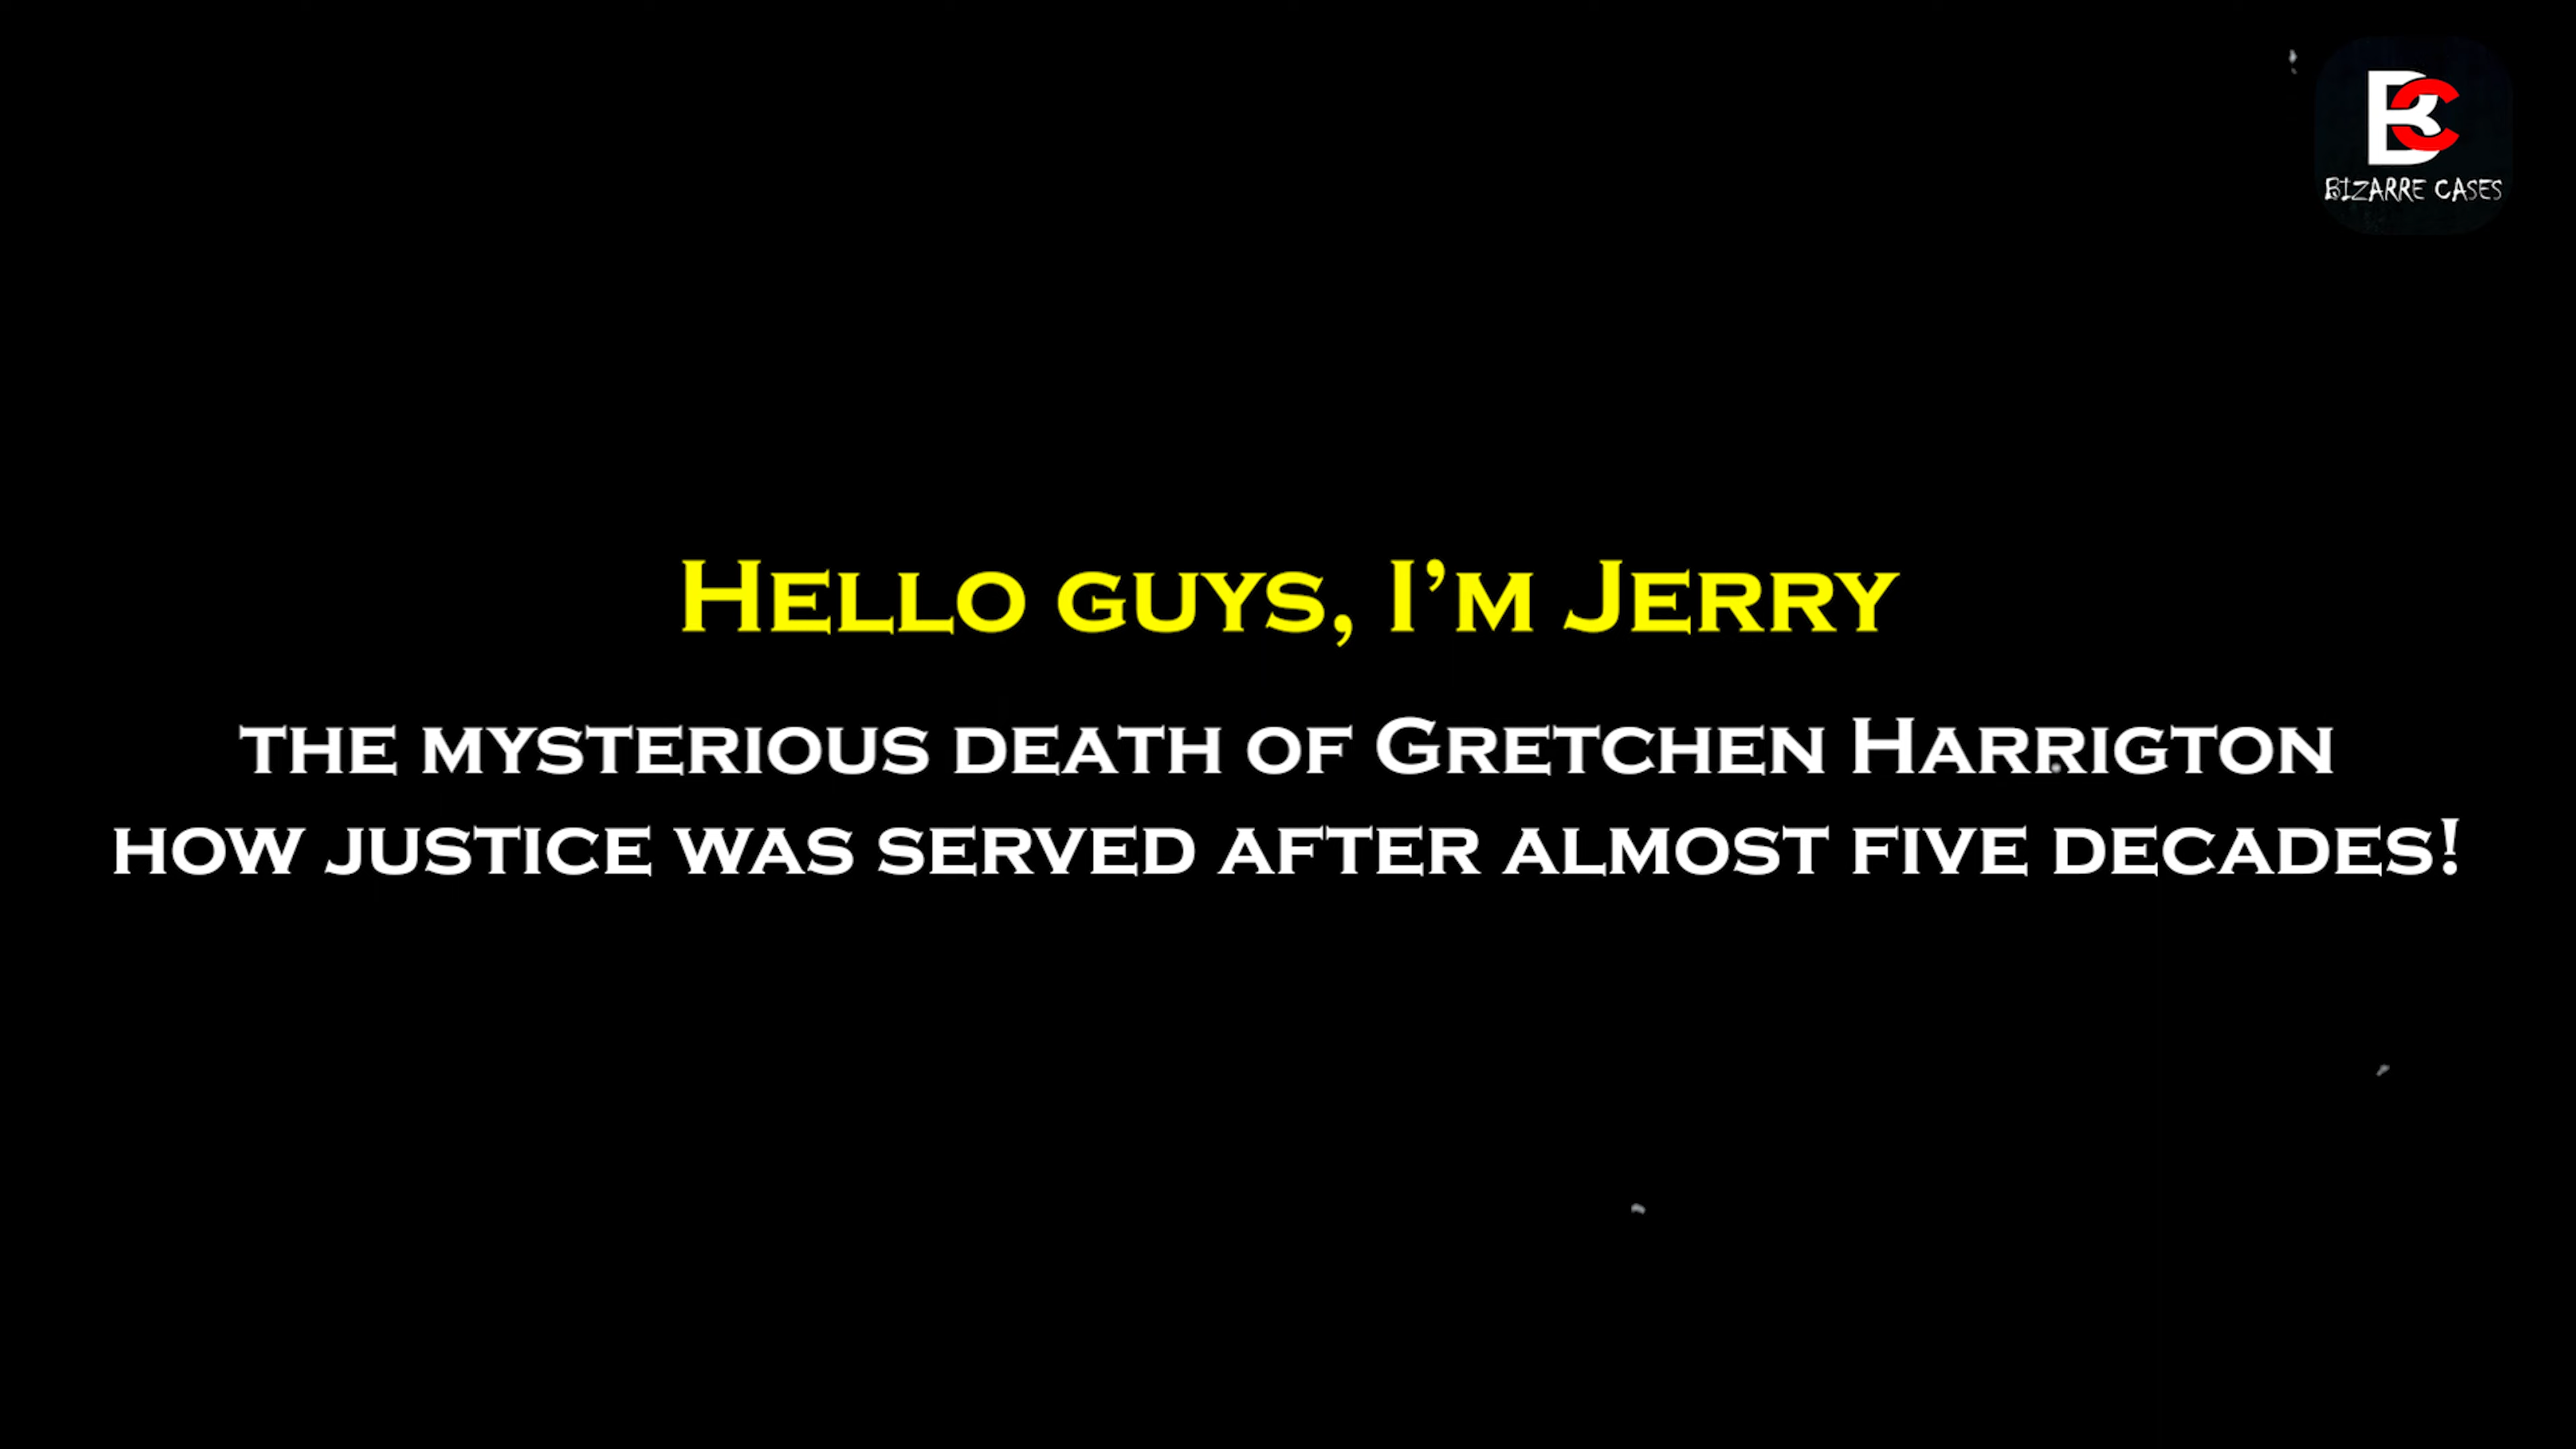 BC
BIZARRE CASES
HELLO GUYS, I'M JERRY
THE MYSTERIOUS DEATH OF GRETCHEN HARRIGTON
HOW JUSTICE WAS SERVED AFTER ALMOST FIVE DECADES!